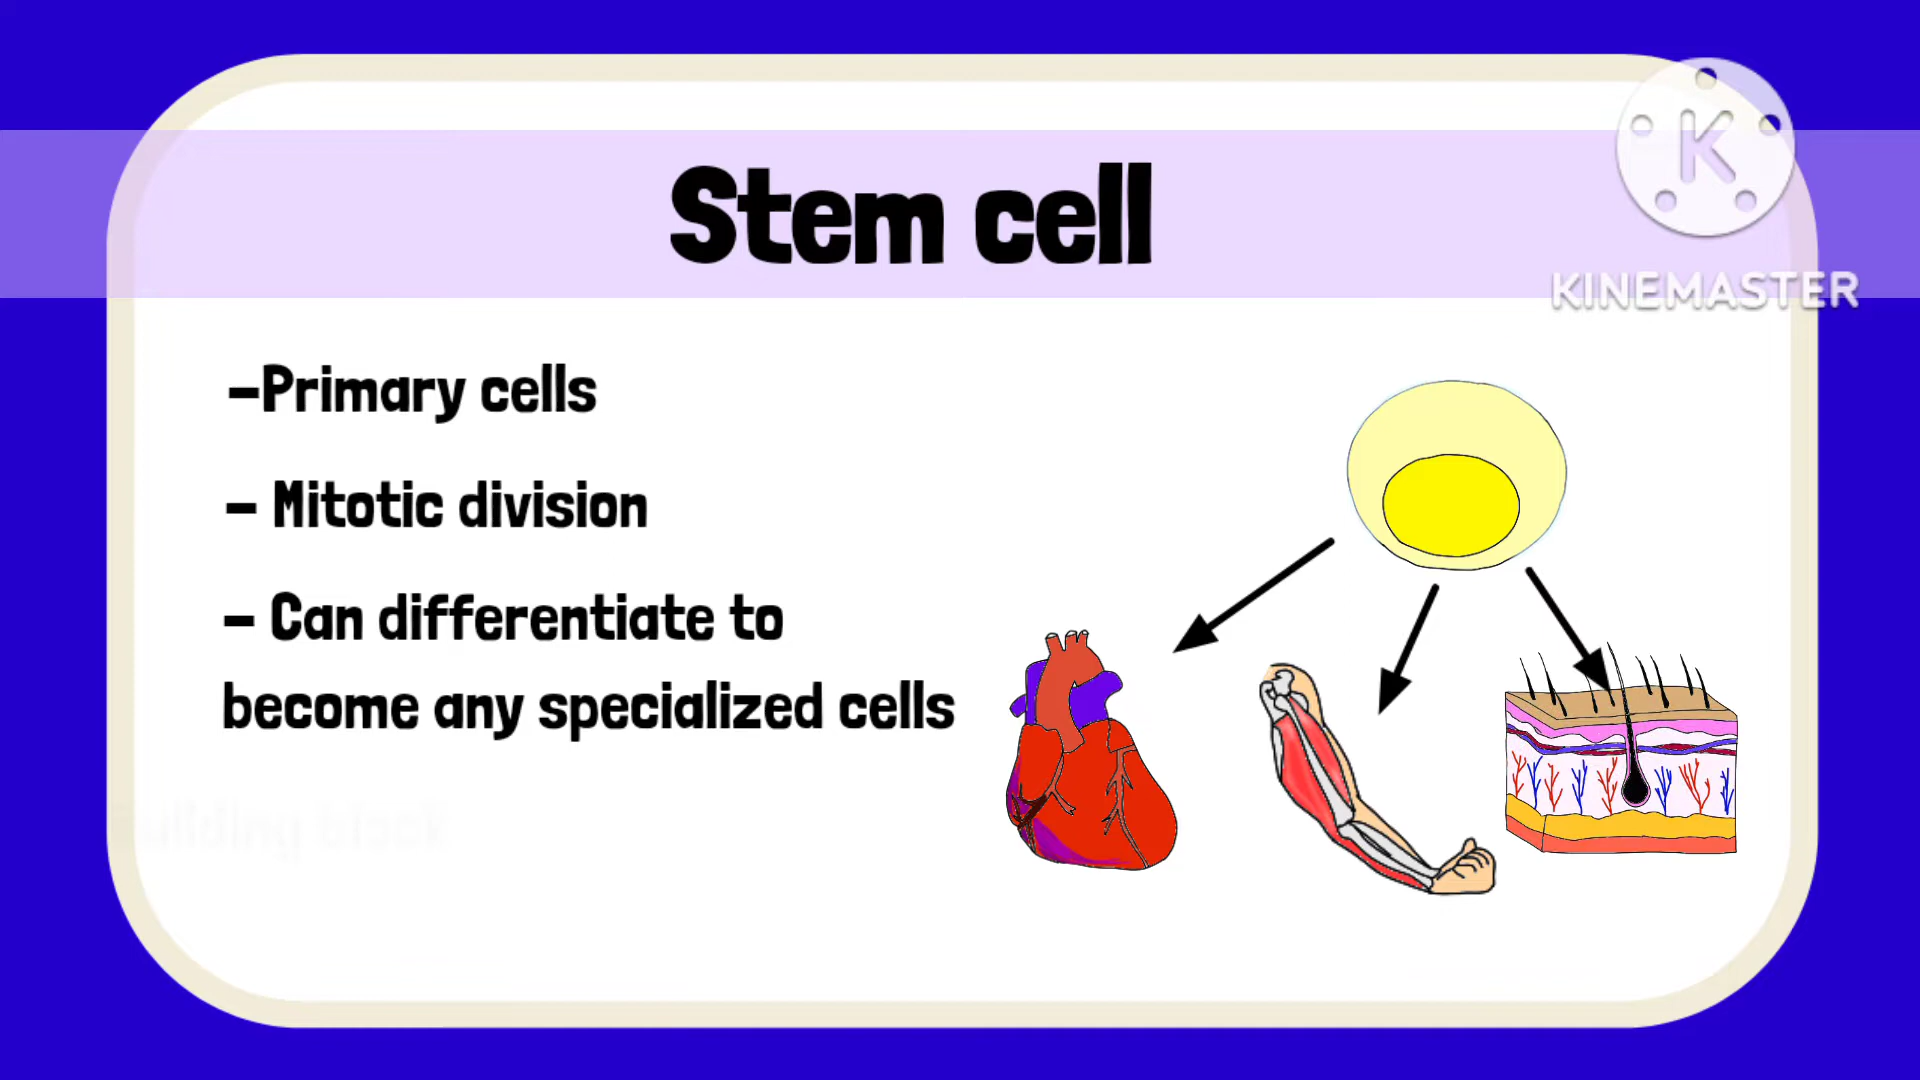 Stem cell
K
KINEMASTER
-Primary cells
- Mitotic division
- Can differentiate to
become any specialized cells